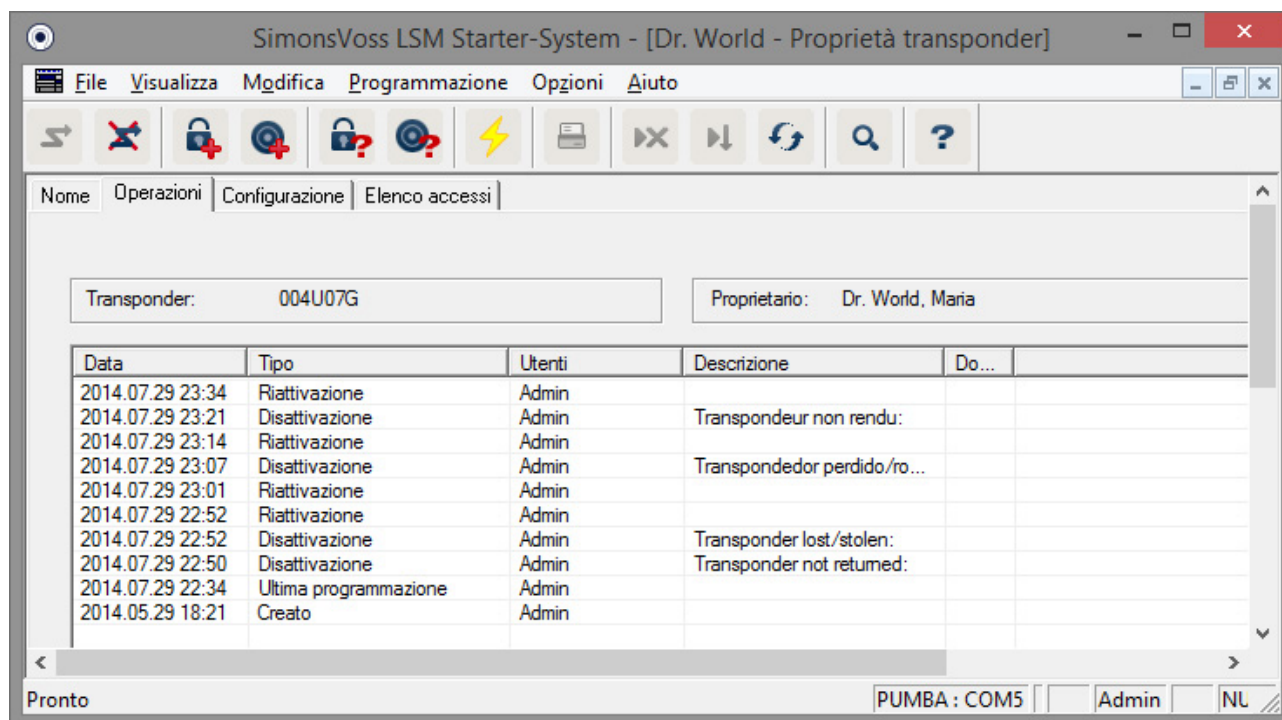 SimonsVoss LSM Starter-System - [Dr. World - Proprietà transponder]
File Visualizza Modifica Programmazione Opzioni Aiuto
Nome Operazioni Configurazione Elenco accessi
Transponder: 004U07G Proprietario: Dr. World, Maria
Data Tipo Utenti Descrizione Do...
2014.07.29 23:34 Riattivazione Admin
2014.07.29 23:21 Disattivazione Admin Transpondeur non rendu:
2014.07.29 23:14 Riattivazione Admin
2014.07.29 23:07 Disattivazione Admin Transpondedor perdido/ro...
2014.07.29 23:01 Riattivazione Admin
2014.07.29 22:52 Riattivazione Admin
2014.07.29 22:52 Disattivazione Admin Transponder lost/stolen:
2014.07.29 22:50 Disattivazione Admin Transponder not returned:
2014.07.29 22:34 Ultima programmazione Admin
2014.05.29 18:21 Creato Admin
Pronto PUMBA : COM5 Admin NU